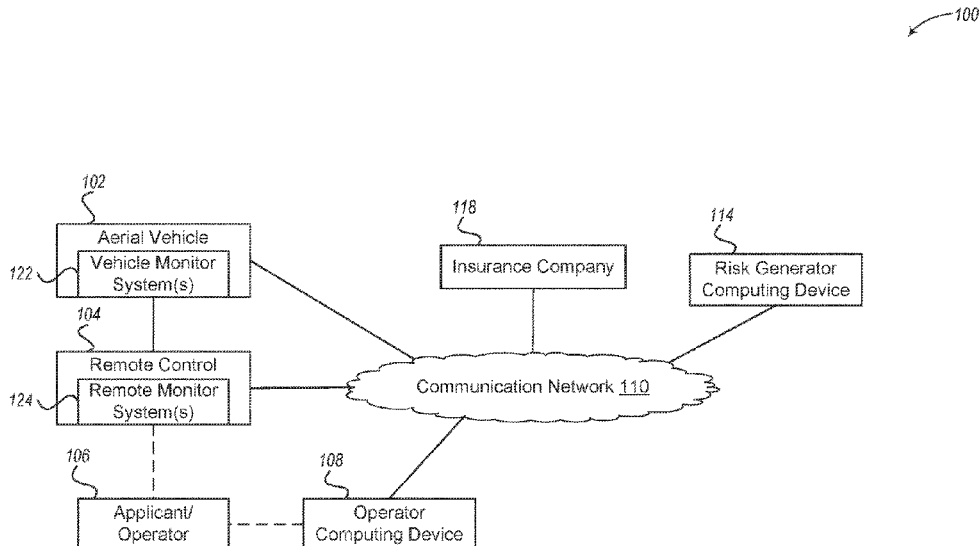 100
102
Aerial Vehicle
122
Vehicle Monitor
System(s)
118
Insurance Company
114
Risk Generator
Computing Device
104
Remote Control
124
Remote Monitor
System(s)
Communication Network 110
106
Applicant/
Operator
108
Operator
Computing Device